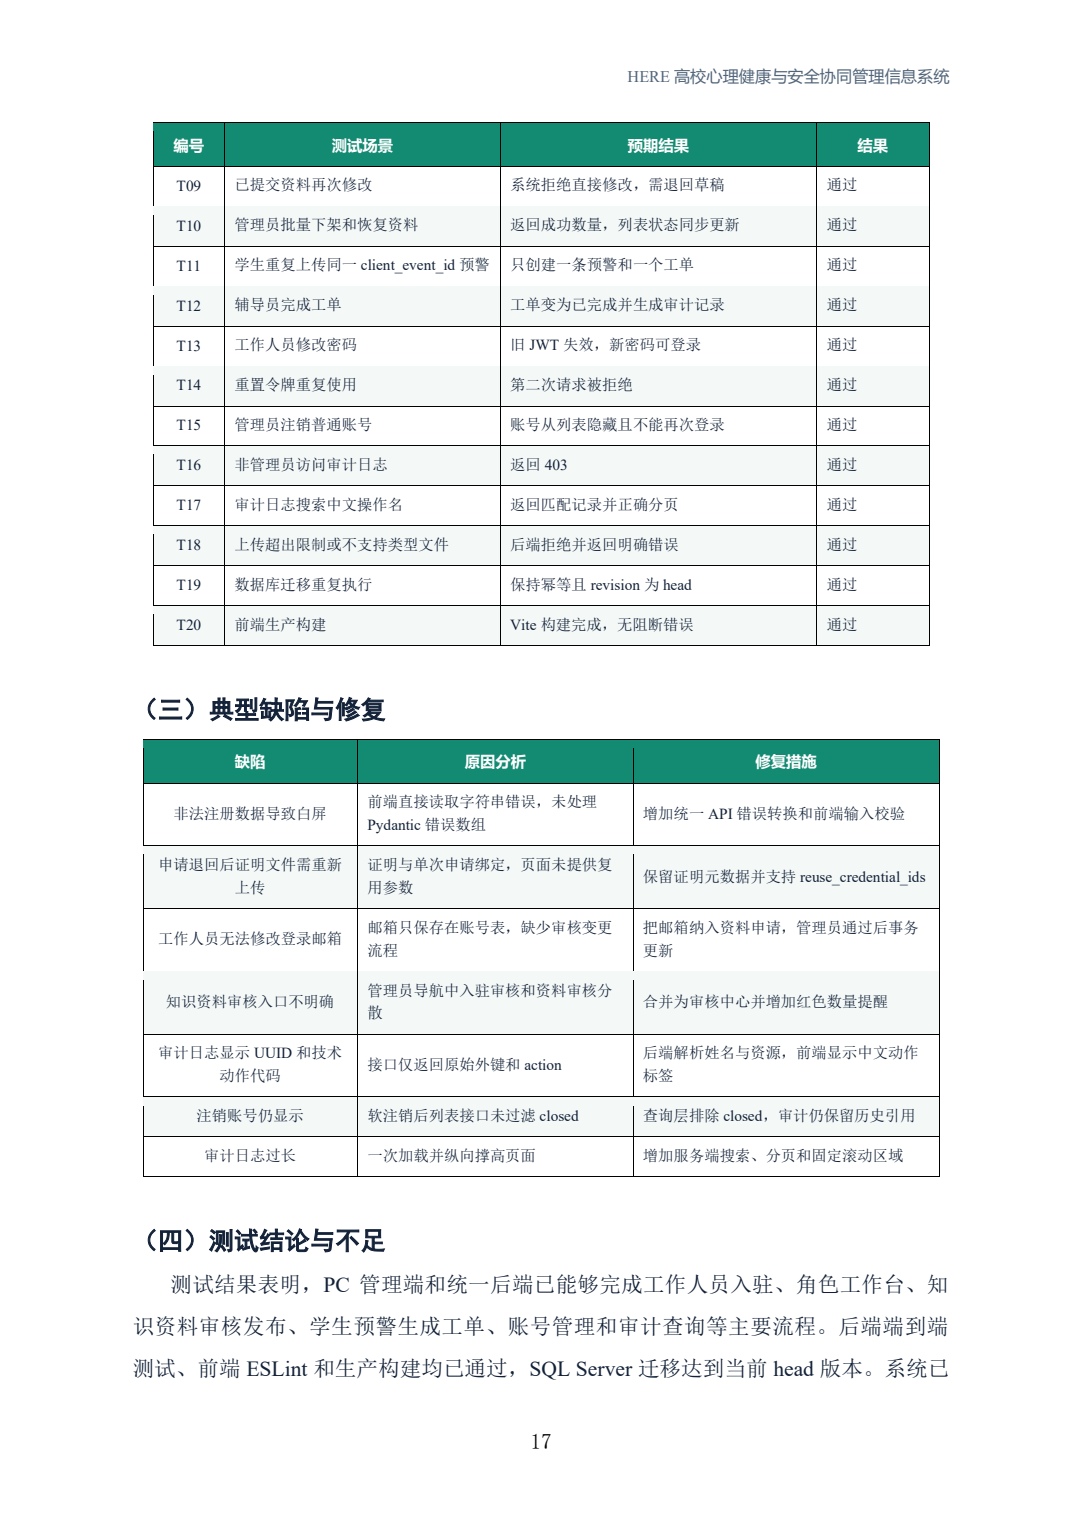 HERE 高校心理健康与安全协同管理信息系统
编号 测试场景 预期结果 结果
T09 已提交资料再次修改 系统拒绝直接修改，需退回草稿 通过
T10 管理员批量下架和恢复资料 返回成功数量，列表状态同步更新 通过
T11 学生重复上传同一 client_event_id 预警 只创建一条预警和一个工单 通过
T12 辅导员完成工单 工单变为已完成并生成审计记录 通过
T13 工作人员修改密码 旧 JWT 失效，新密码可登录 通过
T14 重置令牌重复使用 第二次请求被拒绝 通过
T15 管理员注销普通账号 账号从列表隐藏且不能再次登录 通过
T16 非管理员访问审计日志 返回 403 通过
T17 审计日志搜索中文操作名 返回匹配记录并正确分页 通过
T18 上传超出限制或不支持类型文件 后端拒绝并返回明确错误 通过
T19 数据库迁移重复执行 保持幂等且 revision 为 head 通过
T20 前端生产构建 Vite 构建完成，无阻断错误 通过
（三）典型缺陷与修复
缺陷 原因分析 修复措施
非法注册数据导致白屏 前端直接读取字符串错误，未处理
Pydantic 错误数组 增加统一 API 错误转换和前端输入校验
申请退回后证明文件需重新
上传 证明与单次申请绑定，页面未提供复
用参数 保留证明元数据并支持 reuse_credential_ids
工作人员无法修改登录邮箱 邮箱只保存在账号表，缺少审核变更
流程 把邮箱纳入资料申请，管理员通过后事务
更新
知识资料审核入口不明确 管理员导航中入驻审核和资料审核分
散 合并为审核中心并增加红色数量提醒
审计日志显示 UUID 和技术
动作代码 接口仅返回原始外键和 action 后端解析姓名与资源，前端显示中文动作
标签
注销账号仍显示 软注销后列表接口未过滤 closed 查询层排除 closed，审计仍保留历史引用
审计日志过长 一次加载并纵向撑高页面 增加服务端搜索、分页和固定滚动区域
（四）测试结论与不足
测试结果表明，PC 管理端和统一后端已能够完成工作人员入驻、角色工作台、知
识资料审核发布、学生预警生成工单、账号管理和审计查询等主要流程。后端端到端
测试、前端 ESLint 和生产构建均已通过，SQL Server 迁移达到当前 head 版本。系统已
17